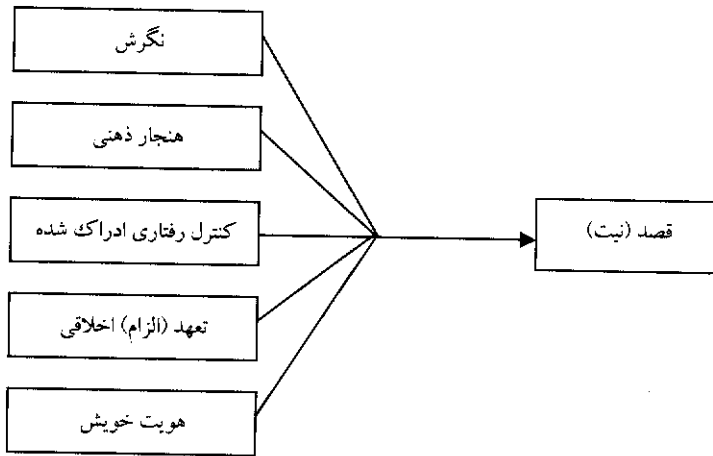 نگرش
هنجار ذهنی
کنترل رفتاری ادراک شده
قصد (نیت)
تعهد (الزام) اخلاقی
هویت خویش